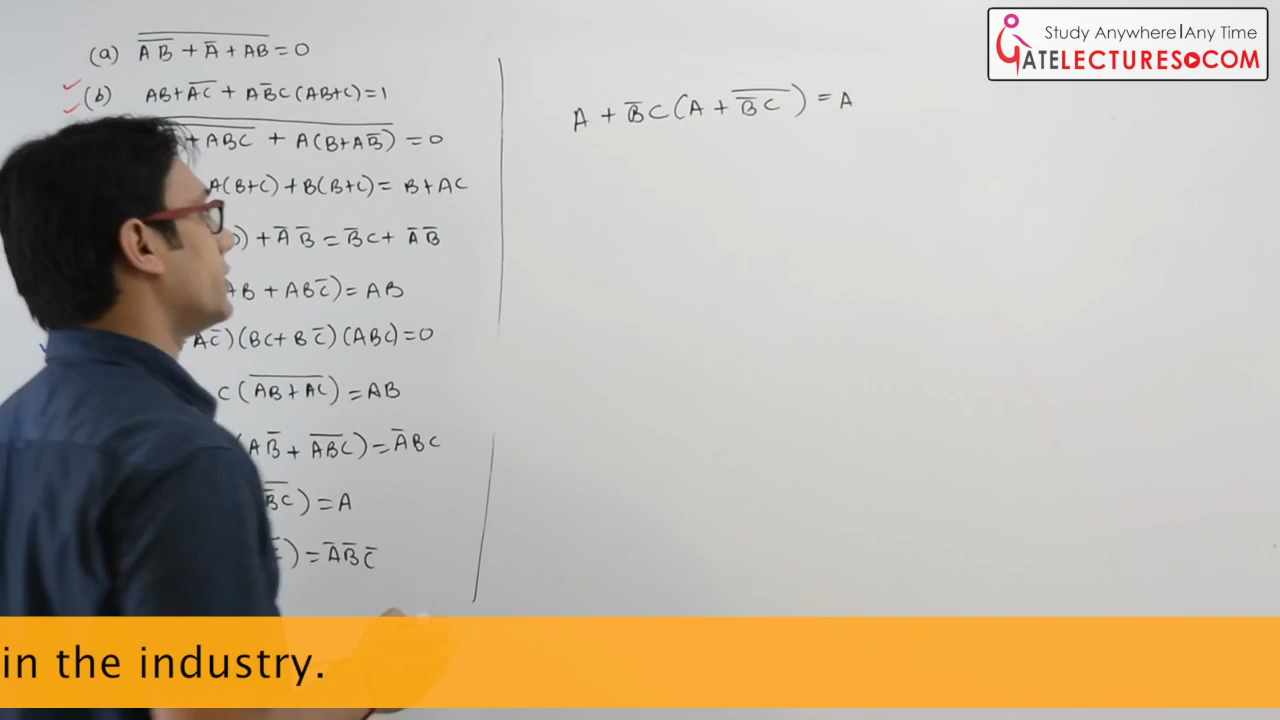 Study Anywhere|Any Time
GATELECTURES.COM
(a) \overline{\overline{A\overline{B}} + \overline{A} + AB} = 0
(b) AB + \overline{AC} + A\overline{B}C(AB+C) = 1
+ ABC + A(B+A\overline{B}) = 0
A(B+C) + B(B+C) = B+AC
) + \overline{A}\,\overline{B} = \overline{B}C + \overline{A}\,\overline{B}
AB + AB\overline{C}) = AB
A\overline{C})(BC+B\overline{C})(ABC) = 0
C(\overline{AB+AC}) = AB
(A\overline{B} + \overline{ABC}) = \overline{A}BC
\overline{\overline{B}C}) = A
) = \overline{A}\,\overline{B}\,\overline{C}
A + \overline{B}C(A + \overline{\overline{B}C}) = A
in the industry.